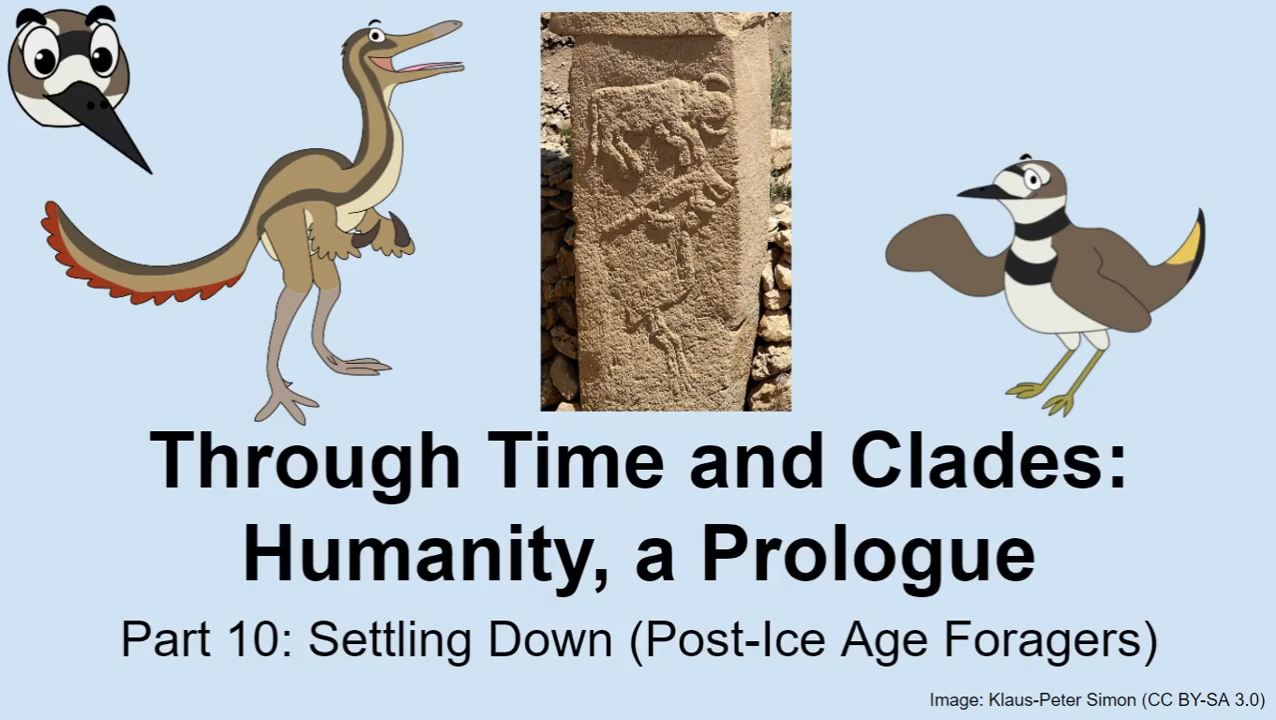 Through Time and Clades:
Humanity, a Prologue
Part 10: Settling Down (Post-Ice Age Foragers)
Image: Klaus-Peter Simon (CC BY-SA 3.0)